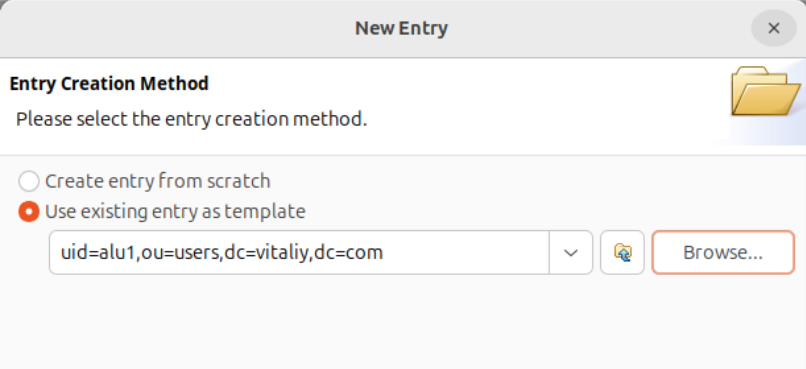 New Entry
Entry Creation Method
Please select the entry creation method.
Create entry from scratch
Use existing entry as template
uid=alu1,ou=users,dc=vitaliy,dc=com
Browse...